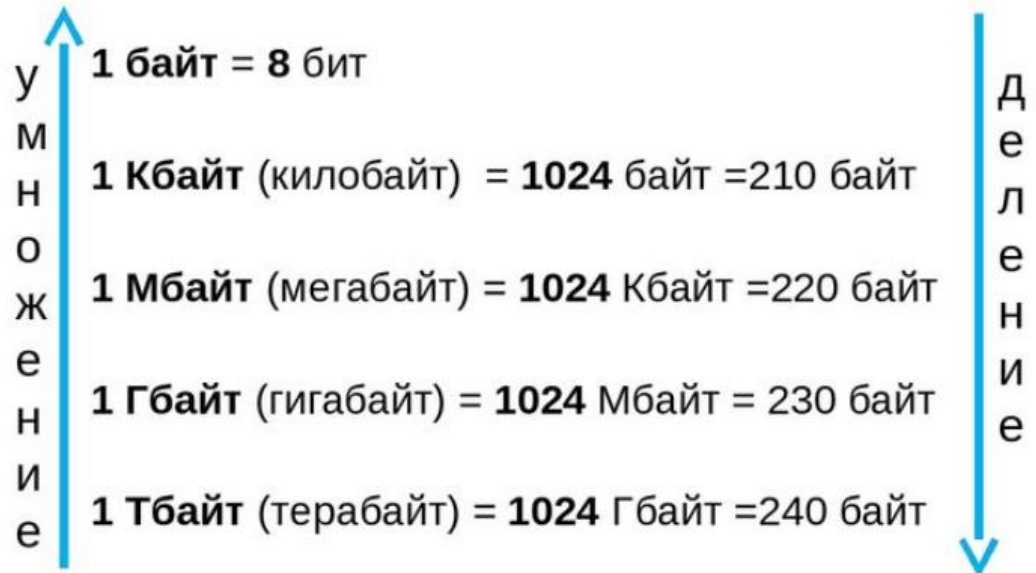 умножение
1 байт = 8 бит
1 Кбайт (килобайт) = 1024 байт =210 байт
1 Мбайт (мегабайт) = 1024 Кбайт =220 байт
1 Гбайт (гигабайт) = 1024 Мбайт = 230 байт
1 Тбайт (терабайт) = 1024 Гбайт =240 байт
деление